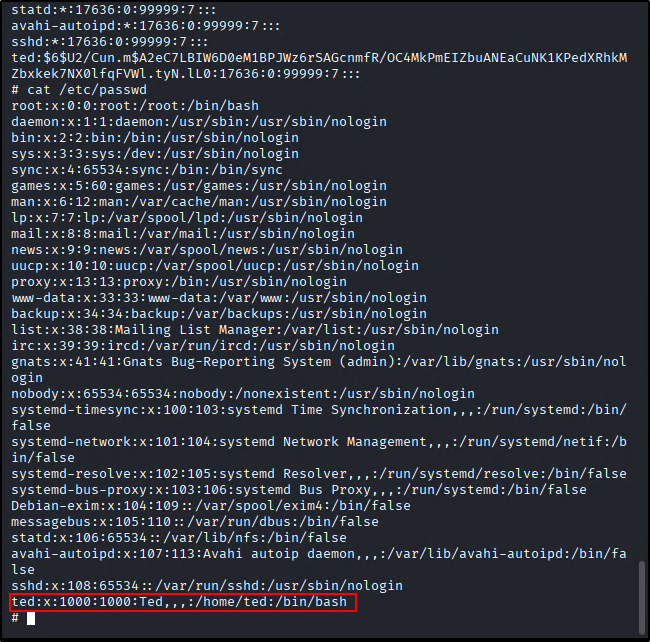 statd:*:17636:0:99999:7:::
avahi-autoipd:*:17636:0:99999:7:::
sshd:*:17636:0:99999:7:::
ted:$6$U2/Cun.m$A2eC7LBIW6D0eM1BPJWz6rSAGcnmfR/OC4MkPmEIZbuANEaCuNK1KPedXRhkM
Zbxkek7NX0lfqFVWl.tyN.lL0:17636:0:99999:7:::
# cat /etc/passwd
root:x:0:0:root:/root:/bin/bash
daemon:x:1:1:daemon:/usr/sbin:/usr/sbin/nologin
bin:x:2:2:bin:/bin:/usr/sbin/nologin
sys:x:3:3:sys:/dev:/usr/sbin/nologin
sync:x:4:65534:sync:/bin:/bin/sync
games:x:5:60:games:/usr/games:/usr/sbin/nologin
man:x:6:12:man:/var/cache/man:/usr/sbin/nologin
lp:x:7:7:lp:/var/spool/lpd:/usr/sbin/nologin
mail:x:8:8:mail:/var/mail:/usr/sbin/nologin
news:x:9:9:news:/var/spool/news:/usr/sbin/nologin
uucp:x:10:10:uucp:/var/spool/uucp:/usr/sbin/nologin
proxy:x:13:13:proxy:/bin:/usr/sbin/nologin
www-data:x:33:33:www-data:/var/www:/usr/sbin/nologin
backup:x:34:34:backup:/var/backups:/usr/sbin/nologin
list:x:38:38:Mailing List Manager:/var/list:/usr/sbin/nologin
irc:x:39:39:ircd:/var/run/ircd:/usr/sbin/nologin
gnats:x:41:41:Gnats Bug-Reporting System (admin):/var/lib/gnats:/usr/sbin/nol
ogin
nobody:x:65534:65534:nobody:/nonexistent:/usr/sbin/nologin
systemd-timesync:x:100:103:systemd Time Synchronization,,,:/run/systemd:/bin/
false
systemd-network:x:101:104:systemd Network Management,,,:/run/systemd/netif:/b
in/false
systemd-resolve:x:102:105:systemd Resolver,,,:/run/systemd/resolve:/bin/false
systemd-bus-proxy:x:103:106:systemd Bus Proxy,,,:/run/systemd:/bin/false
Debian-exim:x:104:109::/var/spool/exim4:/bin/false
messagebus:x:105:110::/var/run/dbus:/bin/false
statd:x:106:65534::/var/lib/nfs:/bin/false
avahi-autoipd:x:107:113:Avahi autoip daemon,,,:/var/lib/avahi-autoipd:/bin/fa
lse
sshd:x:108:65534::/var/run/sshd:/usr/sbin/nologin
ted:x:1000:1000:Ted,,,:/home/ted:/bin/bash
#